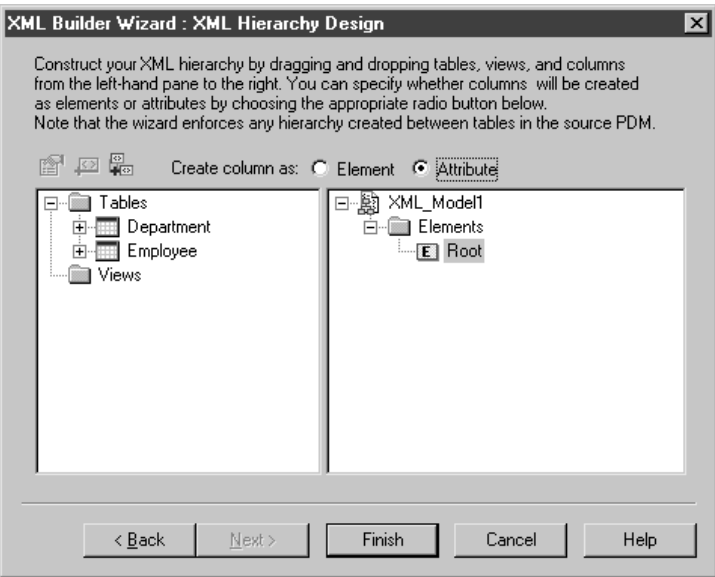 XML Builder Wizard : XML Hierarchy Design
Construct your XML hierarchy by dragging and dropping tables, views, and columns
from the left-hand pane to the right. You can specify whether columns  will be created
as elements or attributes by choosing the appropriate radio button below.
Note that the wizard enforces any hierarchy created between tables in the source PDM.
Create column as: Element Attribute
Tables
Department
Employee
Views
XML_Model1
Elements
E Root
< Back Next > Finish Cancel Help